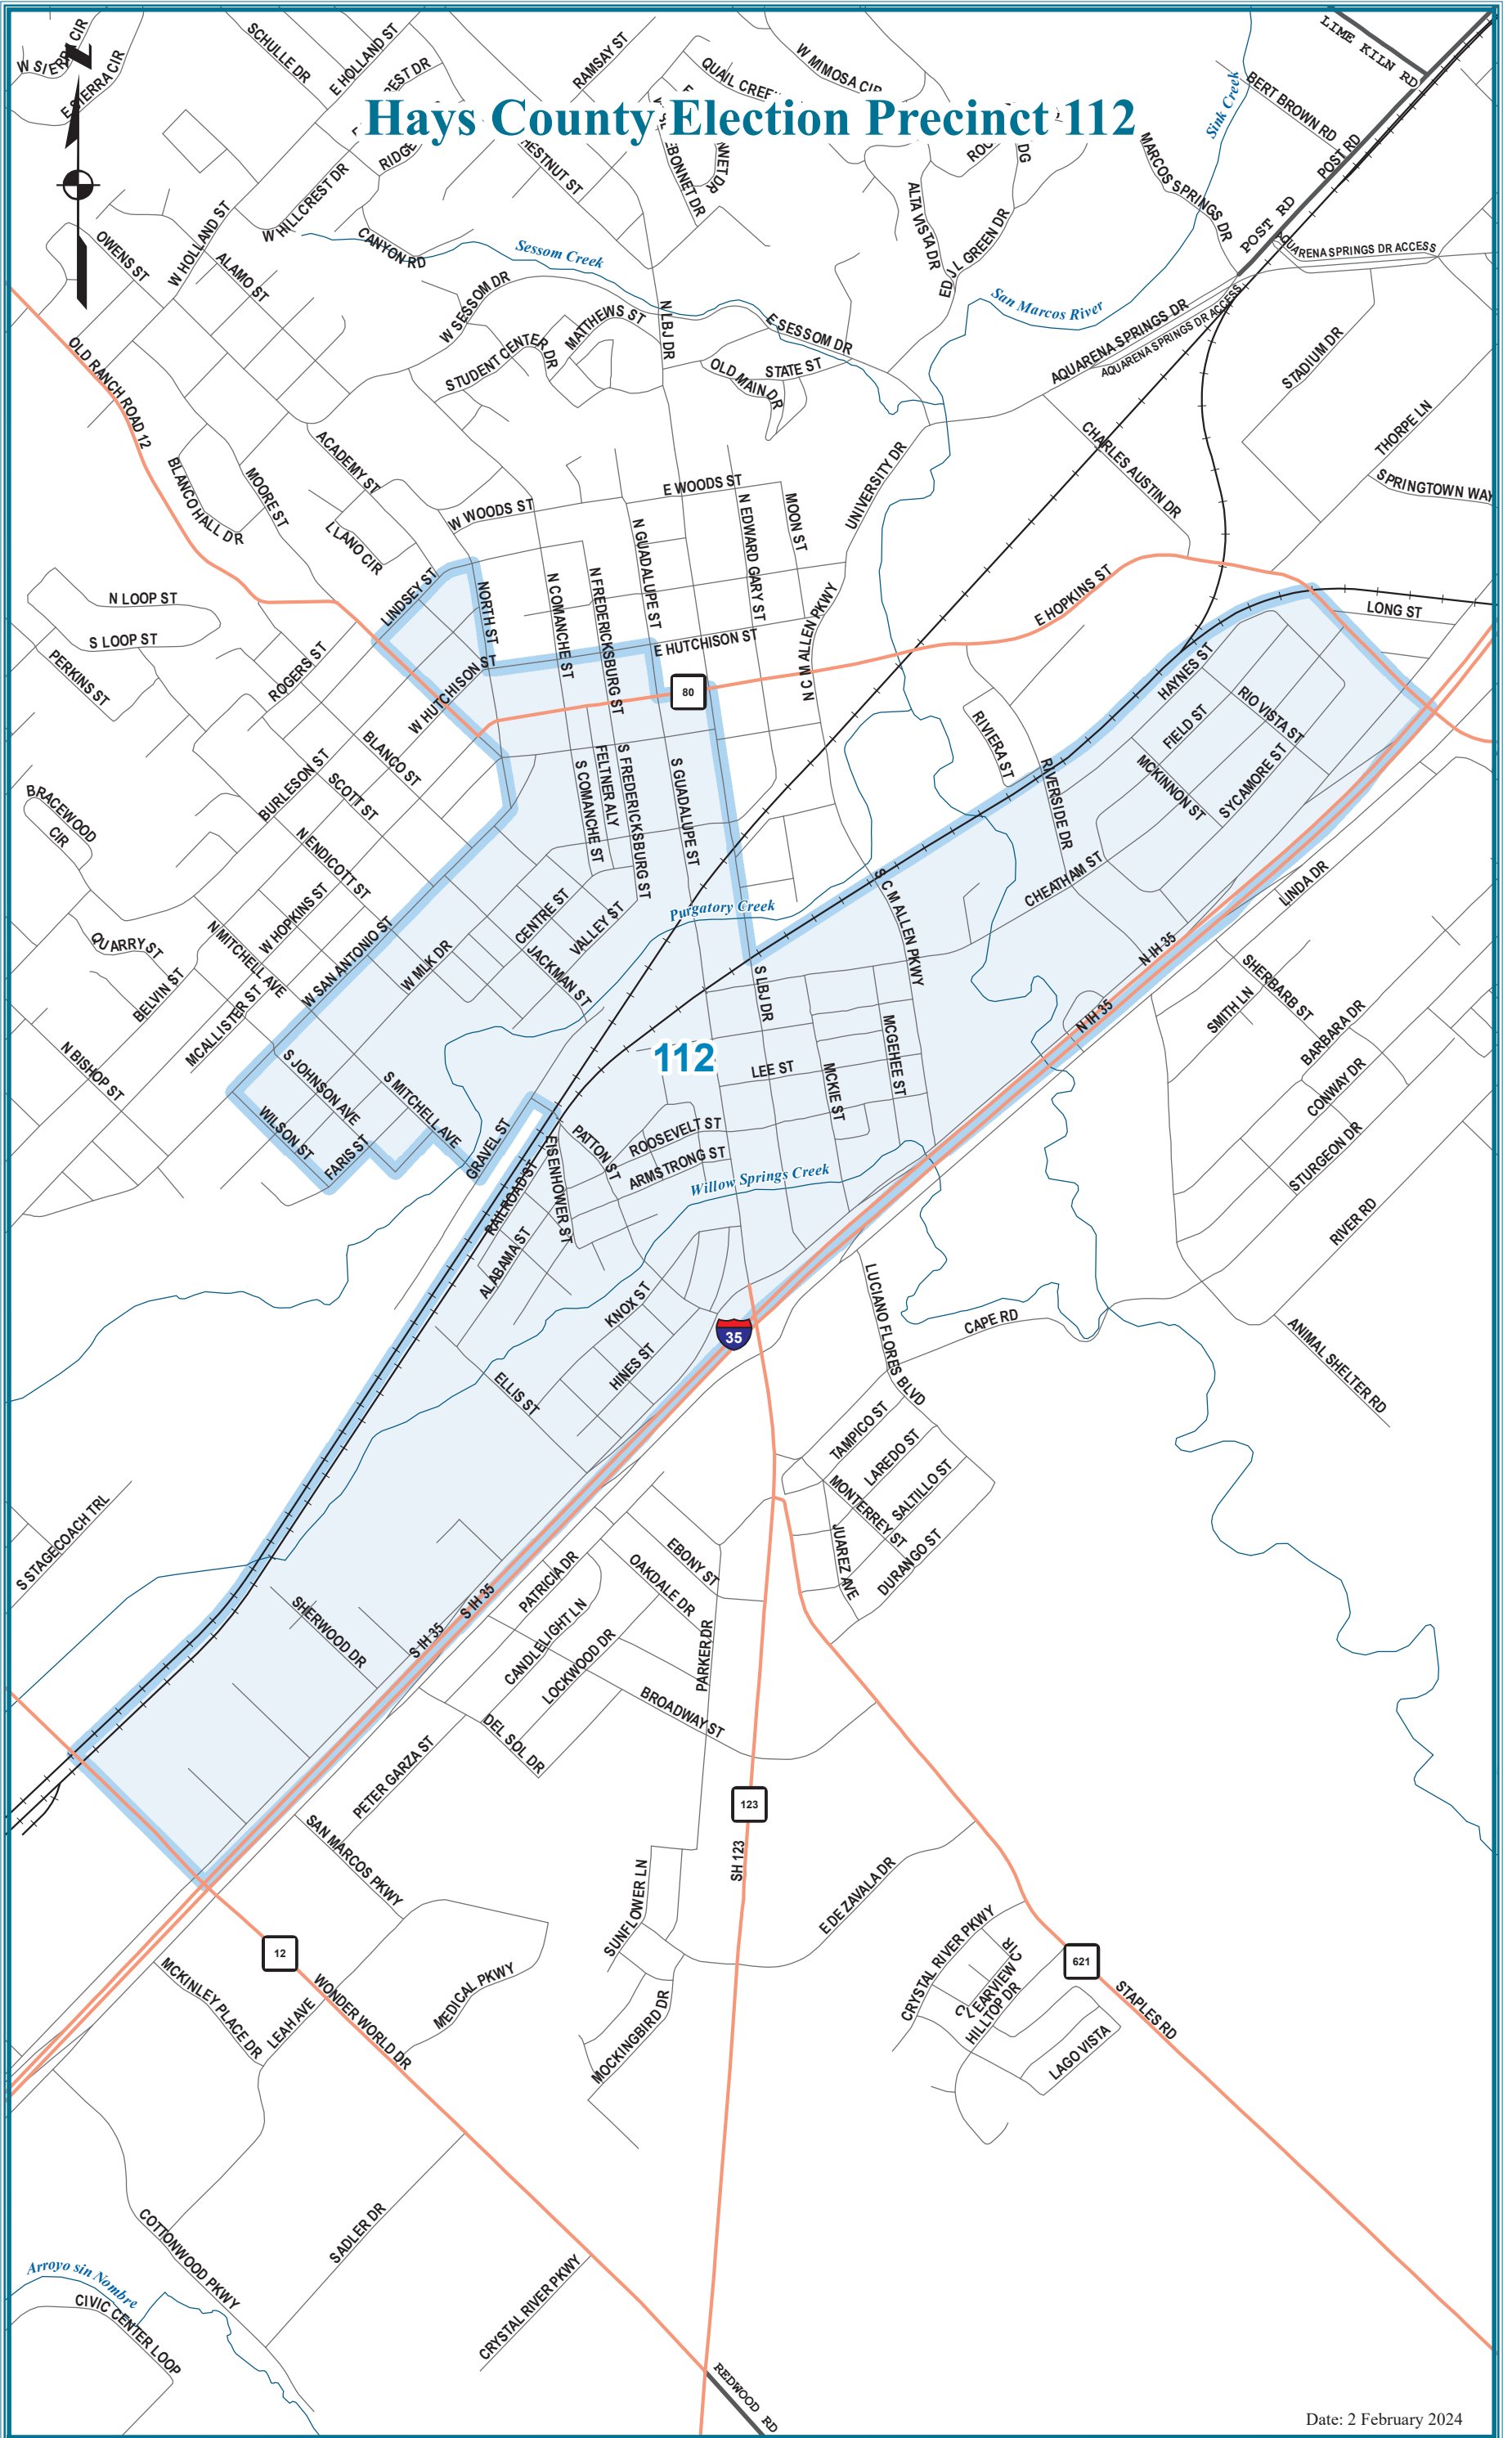 W SIERRA CIR
E SIERRA CIR
SCHULLE DR
E HOLLAND ST
RAMSAY ST
W MIMOSA CIR
LIME KILN RD
BERT BROWN RD
POST RD
Sink Creek
Hays County Election Precinct 112
W HILLCREST DR
W HOLLAND ST
OWENS ST
ALAMO ST
CANYON RD
Sessom Creek
ALTA VISTA DR
ED J L GREEN DR
MARCOS SPRINGS DR
POST RD
AQUARENA SPRINGS DR ACCESS
San Marcos River
W SESSOM DR
MATTHEWS ST
STUDENT CENTER DR
N LBJ DR
E SESSOM DR
OLD MAIN DR
STATE ST
AQUARENA SPRINGS DR
AQUARENA SPRINGS DR ACCESS
STADIUM DR
THORPE LN
SPRINGTOWN WAY
CHARLES AUSTIN DR
OLD RANCH ROAD 12
BLANCO HALL DR
MOORE ST
ACADEMY ST
LLANO CIR
W WOODS ST
E WOODS ST
N EDWARD GARY ST
MOON ST
UNIVERSITY DR
N GUADALUPE ST
LINDSEY ST
NORTH ST
N COMANCHE ST
N FREDERICKSBURG ST
E HUTCHISON ST
N C M ALLEN PKWY
E HOPKINS ST
LONG ST
N LOOP ST
S LOOP ST
PERKINS ST
ROGERS ST
W HUTCHISON ST
80
HAYNES ST
RIO VISTA ST
FIELD ST
MCKINNON ST
SYCAMORE ST
RIVIERA ST
RIVERSIDE DR
BLANCO ST
BURLESON ST
SCOTT ST
S COMANCHE ST
FELTNER ALY
S FREDERICKSBURG ST
S GUADALUPE ST
BRACEWOOD CIR
N ENDICOTT ST
CHEATHAM ST
LINDA DR
S C M ALLEN PKWY
W HOPKINS ST
N MITCHELL AVE
QUARRY ST
BELVIN ST
W SAN ANTONIO ST
W MLK DR
CENTRE ST
VALLEY ST
JACKMAN ST
Purgatory Creek
N IH 35
N IH 35
SHERBARB ST
SMITH LN
BARBARA DR
CONWAY DR
STURGEON DR
MCALLISTER ST
N BISHOP ST
S LBJ DR
112
LEE ST
MCKIE ST
MCGEHEE ST
S JOHNSON AVE
S MITCHELL AVE
WILSON ST
FARIS ST
GRAVEL ST
EISENHOWER ST
PATTON ST
ROOSEVELT ST
ARMSTRONG ST
Willow Springs Creek
RAILROAD ST
ALABAMA ST
RIVER RD
KNOX ST
HINES ST
35
ELLIS ST
LUCIANO FLORES BLVD
CAPE RD
ANIMAL SHELTER RD
TAMPICO ST
LAREDO ST
SALTILLO ST
MONTERREY ST
JUAREZ AVE
DURANGO ST
S STAGECOACH TRL
EBONY ST
OAKDALE DR
PATRICIA DR
CANDLELIGHT LN
LOCKWOOD DR
PARKER DR
SHERWOOD DR
S IH 35
S IH 35
BROADWAY ST
DEL SOL DR
PETER GARZA ST
SAN MARCOS PKWY
123
SH 123
SUNFLOWER LN
E DE ZAVALA DR
12
MCKINLEY PLACE DR
LEAH AVE
WONDER WORLD DR
MEDICAL PKWY
MOCKINGBIRD DR
CRYSTAL RIVER PKWY
CLEARVIEW CIR
HILLTOP DR
621
STAPLES RD
LAGO VISTA
COTTONWOOD PKWY
SADLER DR
CRYSTAL RIVER PKWY
Arroyo sin Nombre
CIVIC CENTER LOOP
REDWOOD RD
Date: 2 February 2024